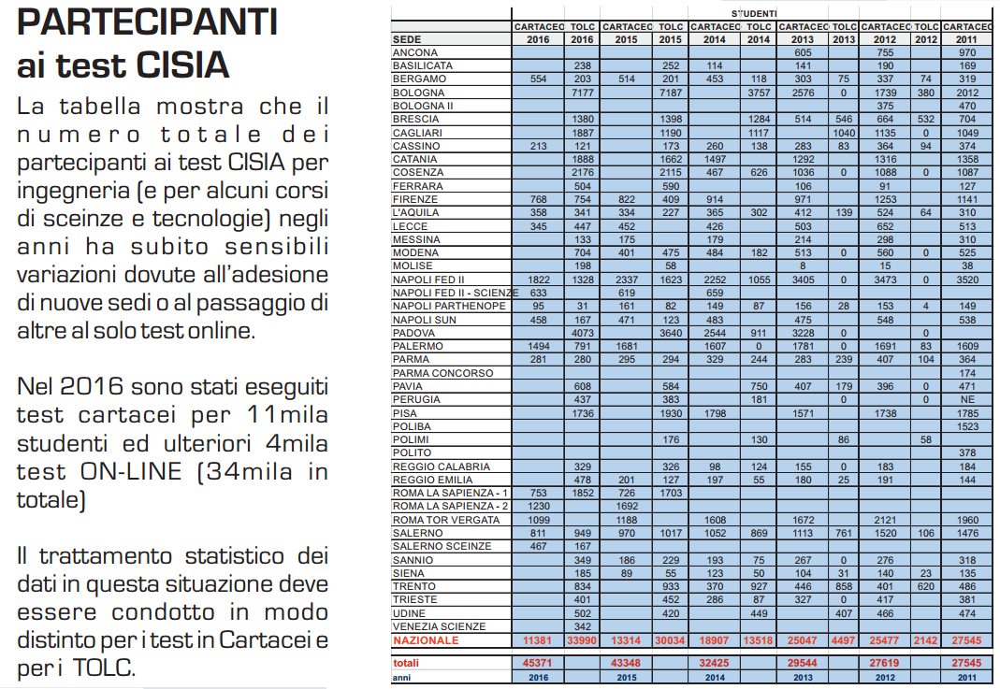 PARTECIPANTI
ai test CISIA
La tabella mostra che il
numero totale dei
partecipanti ai test CISIA per
ingegneria (e per alcuni corsi
di sceinze e tecnologie) negli
anni ha subito sensibili
variazioni dovute all'adesione
di nuove sedi o al passaggio di
altre al solo test online.
Nel 2016 sono stati eseguiti
test cartacei per 11mila
studenti ed ulteriori 4mila
test ON-LINE (34mila in
totale)
Il trattamento statistico dei
dati in questa situazione deve
essere condotto in modo
distinto per i test in Cartacei e
per i TOLC.
STUDENTI
CARTACEO TOLC CARTACEO TOLC CARTACEO TOLC CARTACEO TOLC CARTACEO TOLC CARTACEO
SEDE 2016 2016 2015 2015 2014 2014 2013 2013 2012 2012 2011
ANCONA 605 755 970
BASILICATA 238 252 114 141 190 169
BERGAMO 554 203 514 201 453 118 303 75 337 74 319
BOLOGNA 7177 7187 3757 2576 0 1739 380 2012
BOLOGNA II 375 470
BRESCIA 1380 1398 1284 514 546 664 532 704
CAGLIARI 1887 1190 1117 1040 1135 0 1049
CASSINO 213 121 173 260 138 283 83 364 94 374
CATANIA 1888 1662 1497 1292 1316 1358
COSENZA 2176 2115 467 626 1036 0 1088 0 1087
FERRARA 504 590 106 91 127
FIRENZE 768 754 822 409 914 971 1253 1141
L'AQUILA 358 341 334 227 365 302 412 139 524 64 310
LECCE 345 447 452 426 503 652 513
MESSINA 133 175 179 214 298 310
MODENA 704 401 475 484 182 513 0 560 0 525
MOLISE 198 58 8 15 38
NAPOLI FED II 1822 1328 2337 1623 2252 1055 3405 0 3473 0 3520
NAPOLI FED II - SCIENZE 633 619 659
NAPOLI PARTHENOPE 95 31 161 82 149 87 156 28 153 4 149
NAPOLI SUN 458 167 471 123 483 475 548 538
PADOVA 4073 3640 2544 911 3228 0 0
PALERMO 1494 791 1681 1607 0 1781 0 1691 83 1609
PARMA 281 280 295 294 329 244 283 239 407 104 364
PARMA CONCORSO 174
PAVIA 608 584 750 407 179 396 0 471
PERUGIA 437 383 181 0 0 NE
PISA 1736 1930 1798 1571 1738 1785
POLIBA 1523
POLIMI 176 130 86 58
POLITO 378
REGGIO CALABRIA 329 326 98 124 155 0 183 184
REGGIO EMILIA 478 201 127 197 55 180 25 191 144
ROMA LA SAPIENZA - 1 753 1852 726 1703
ROMA LA SAPIENZA - 2 1230 1692
ROMA TOR VERGATA 1099 1188 1608 1672 2121 1960
SALERNO 811 949 970 1017 1052 869 1113 761 1520 106 1476
SALERNO SCEINZE 467 167
SANNIO 349 186 229 193 75 267 0 276 318
SIENA 185 89 55 123 50 104 31 140 23 135
TRENTO 834 933 370 927 446 858 401 620 486
TRIESTE 401 452 286 87 327 0 417 381
UDINE 502 420 449 407 466 474
VENEZIA SCIENZE 342
NAZIONALE 11381 33990 13314 30034 18907 13518 25047 4497 25477 2142 27545
totali 45371 43348 32425 29544 27619 27545
anni 2016 2015 2014 2013 2012 2011